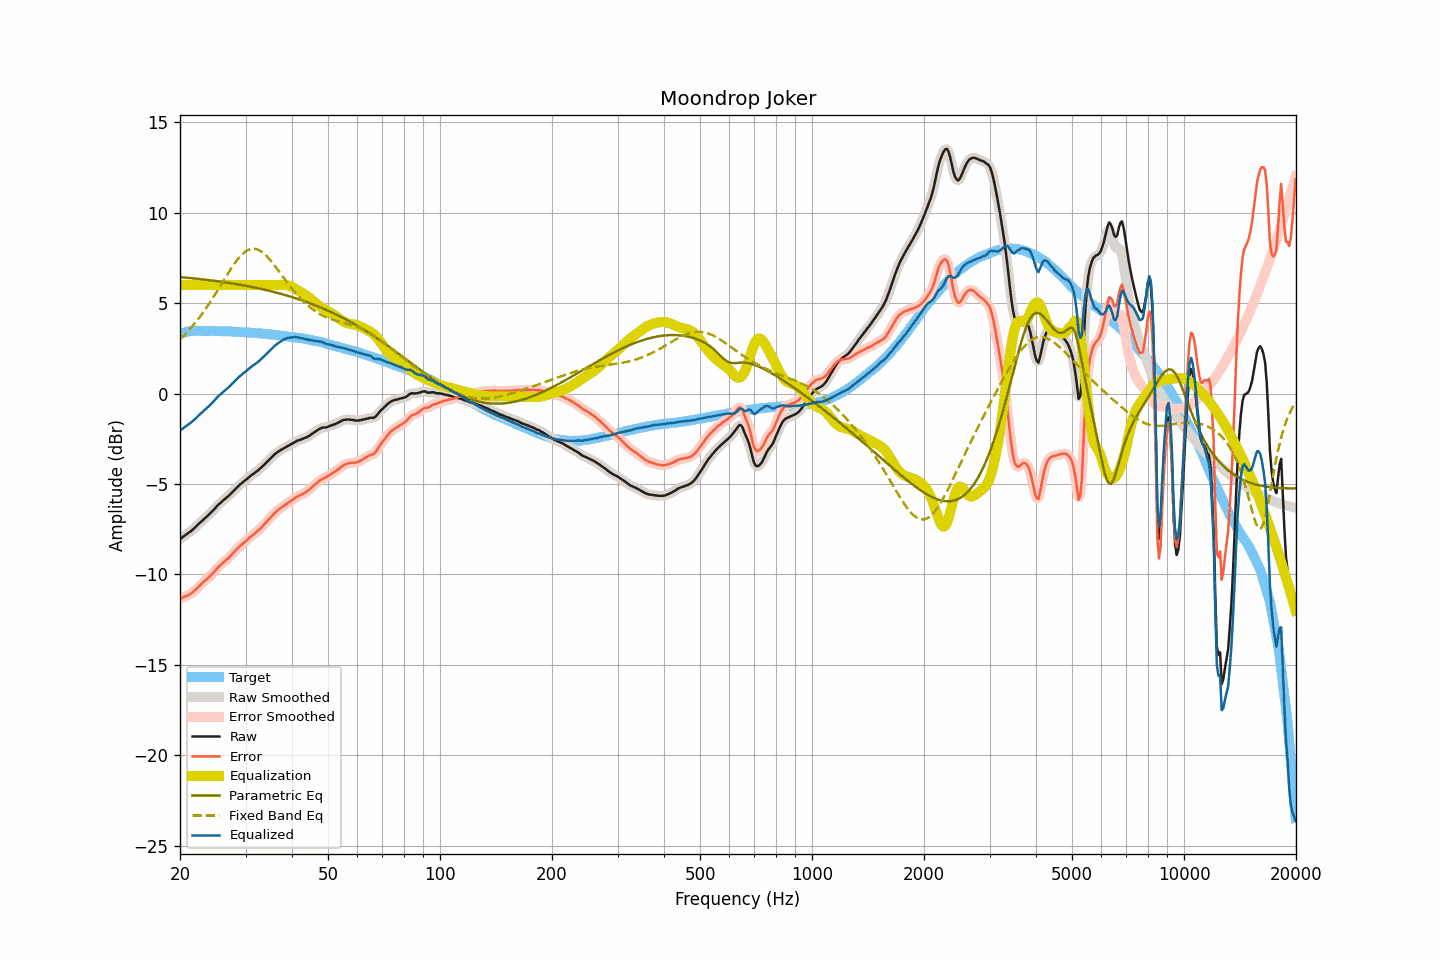 Moondrop Joker
15
10
5
0
−5
−10
−15
−20
−25
Amplitude (dBr)
Target
Raw Smoothed
Error Smoothed
Raw
Error
Equalization
Parametric Eq
Fixed Band Eq
Equalized
20 50 100 200 500 1000 2000 5000 10000 20000
Frequency (Hz)